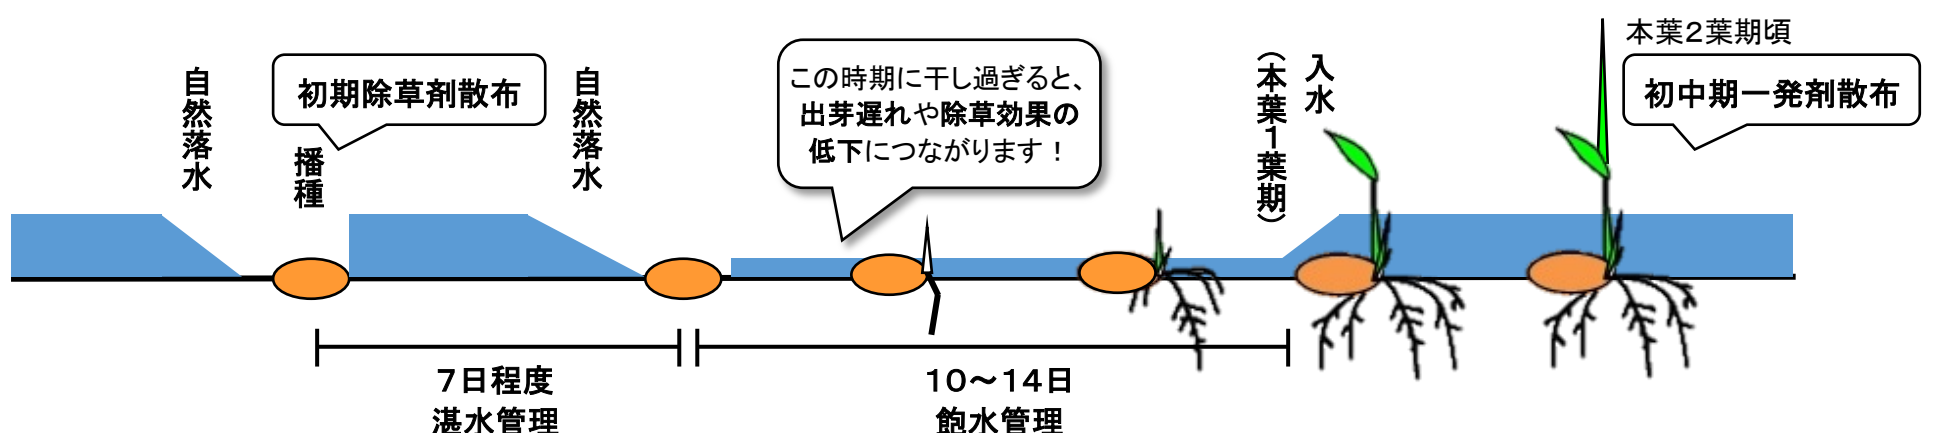 自然落水
初期除草剤散布
播種
自然落水
この時期に干し過ぎると、
出芽遅れや除草効果の
低下につながります！
入水
（本葉１葉期）
本葉２葉期頃
初中期一発剤散布
７日程度
湛水管理
１０～１４日
飽水管理